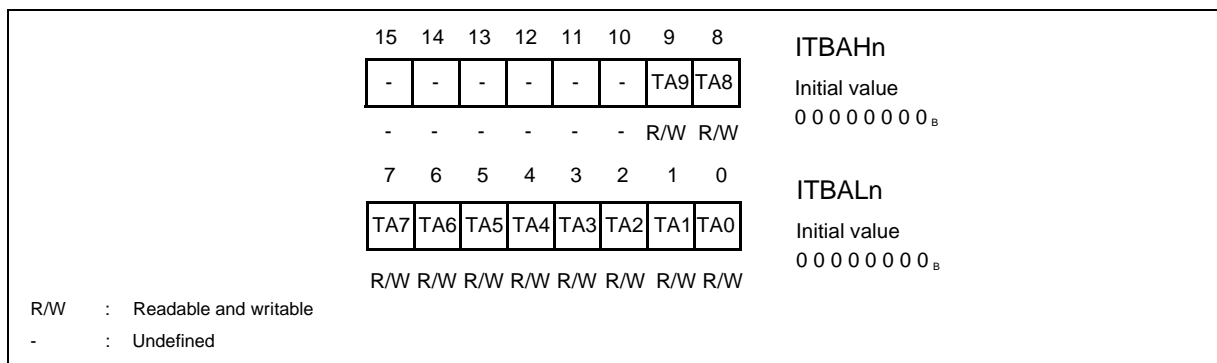 15 14 13 12 11 10 9 8
ITBAHn
- - - - - - TA9 TA8
Initial value
0 0 0 0 0 0 0 0 B
- - - - - - R/W R/W
7 6 5 4 3 2 1 0
ITBALn
TA7 TA6 TA5 TA4 TA3 TA2 TA1 TA0
Initial value
0 0 0 0 0 0 0 0 B
R/W R/W R/W R/W R/W R/W R/W R/W
R/W : Readable and writable
- : Undefined